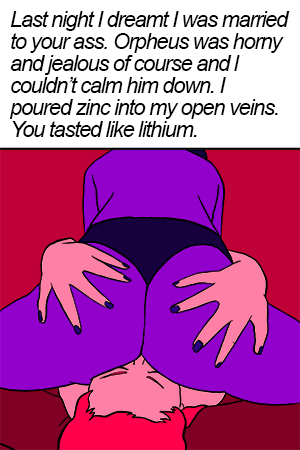 Last night I dreamt I was married
to your ass. Orpheus was horny
and jealous of course and I
couldn't calm him down. I
poured zinc into my open veins.
You tasted like lithium.